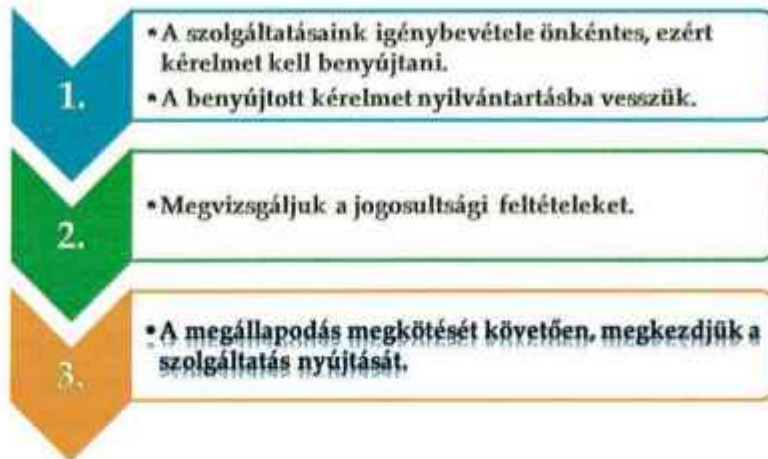 1.
• A szolgáltatásaink igénybevétele önkéntes, ezért
kérelmet kell benyújtani.
• A benyújtott kérelmet nyilvántartásba vesszük.
2.
• Megvizsgáljuk a jogosultsági feltételeket.
3.
• A megállapodás megkötését követően, megkezdjük a
szolgáltatás nyújtását.